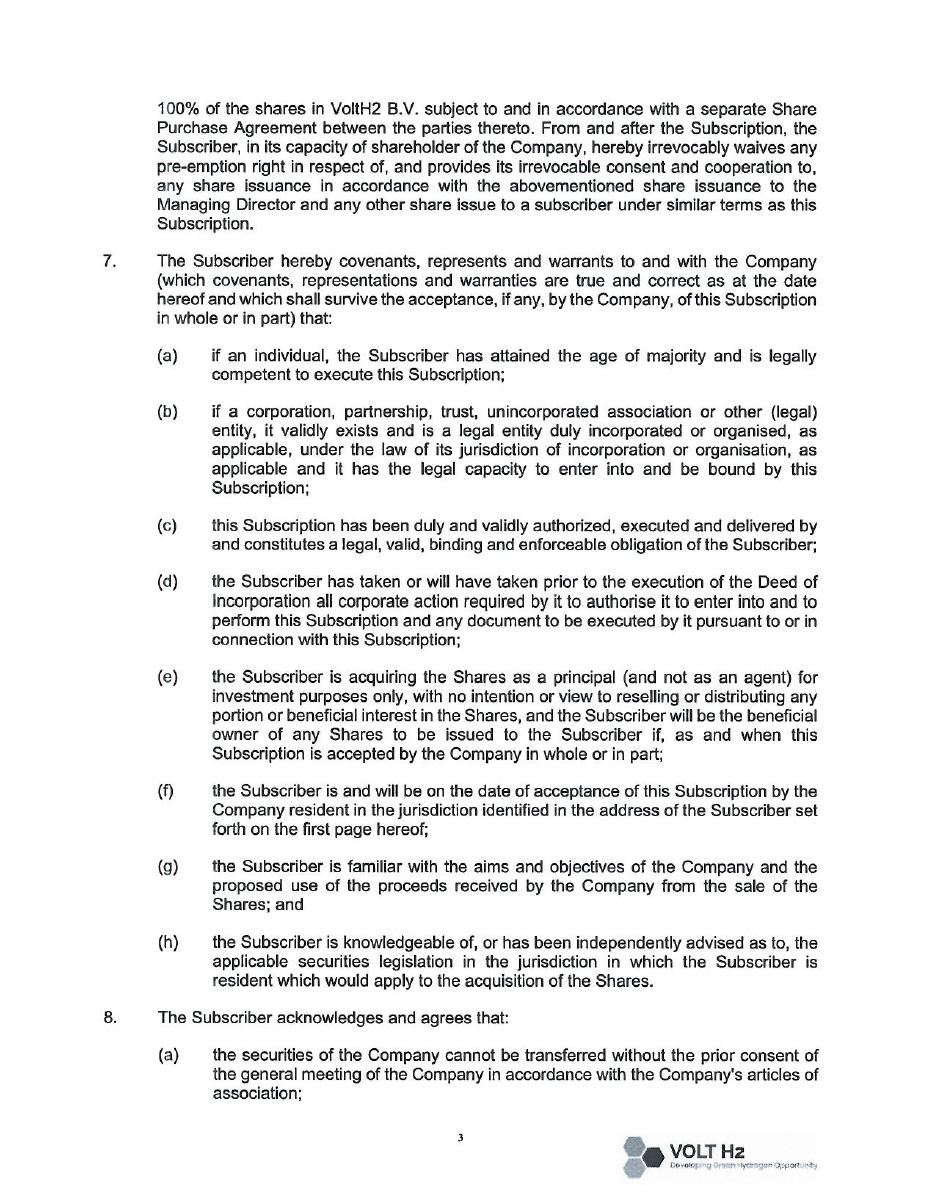 100% of the shares in VoltH2 B.V. subject to and in accordance with a separate Share
Purchase Agreement between the parties thereto. From and after the Subscription, the
Subscriber, in its capacity of shareholder of the Company, hereby irrevocably waives any
pre-emption right in respect of, and provides its irrevocable consent and cooperation to,
any share issuance in accordance with the abovementioned share issuance to the
Managing Director and any other share issue to a subscriber under similar terms as this
Subscription.
7. The Subscriber hereby covenants, represents and warrants to and with the Company
(which covenants, representations and warranties are true and correct as at the date
hereof and which shall survive the acceptance, if any, by the Company, of this Subscription
in whole or in part) that:
(a) if an individual, the Subscriber has attained the age of majority and is legally
competent to execute this Subscription;
(b) if a corporation, partnership, trust, unincorporated association or other (legal)
entity, it validly exists and is a legal entity duly incorporated or organised, as
applicable, under the law of its jurisdiction of incorporation or organisation, as
applicable and it has the legal capacity to enter into and be bound by this
Subscription;
(c) this Subscription has been duly and validly authorized, executed and delivered by
and constitutes a legal, valid, binding and enforceable obligation of the Subscriber;
(d) the Subscriber has taken or will have taken prior to the execution of the Deed of
Incorporation all corporate action required by it to authorise it to enter into and to
perform this Subscription and any document to be executed by it pursuant to or in
connection with this Subscription;
(e) the Subscriber is acquiring the Shares as a principal (and not as an agent) for
investment purposes only, with no intention or view to reselling or distributing any
portion or beneficial interest in the Shares, and the Subscriber will be the beneficial
owner of any Shares to be issued to the Subscriber if, as and when this
Subscription is accepted by the Company in whole or in part;
(f) the Subscriber is and will be on the date of acceptance of this Subscription by the
Company resident in the jurisdiction identified in the address of the Subscriber set
forth on the first page hereof;
(g) the Subscriber is familiar with the aims and objectives of the Company and the
proposed use of the proceeds received by the Company from the sale of the
Shares; and
(h) the Subscriber is knowledgeable of, or has been independently advised as to, the
applicable securities legislation in the jurisdiction in which the Subscriber is
resident which would apply to the acquisition of the Shares.
8. The Subscriber acknowledges and agrees that:
(a) the securities of the Company cannot be transferred without the prior consent of
the general meeting of the Company in accordance with the Company's articles of
association;
3
VOLT H2
Developing Green Hydrogen Opportunity